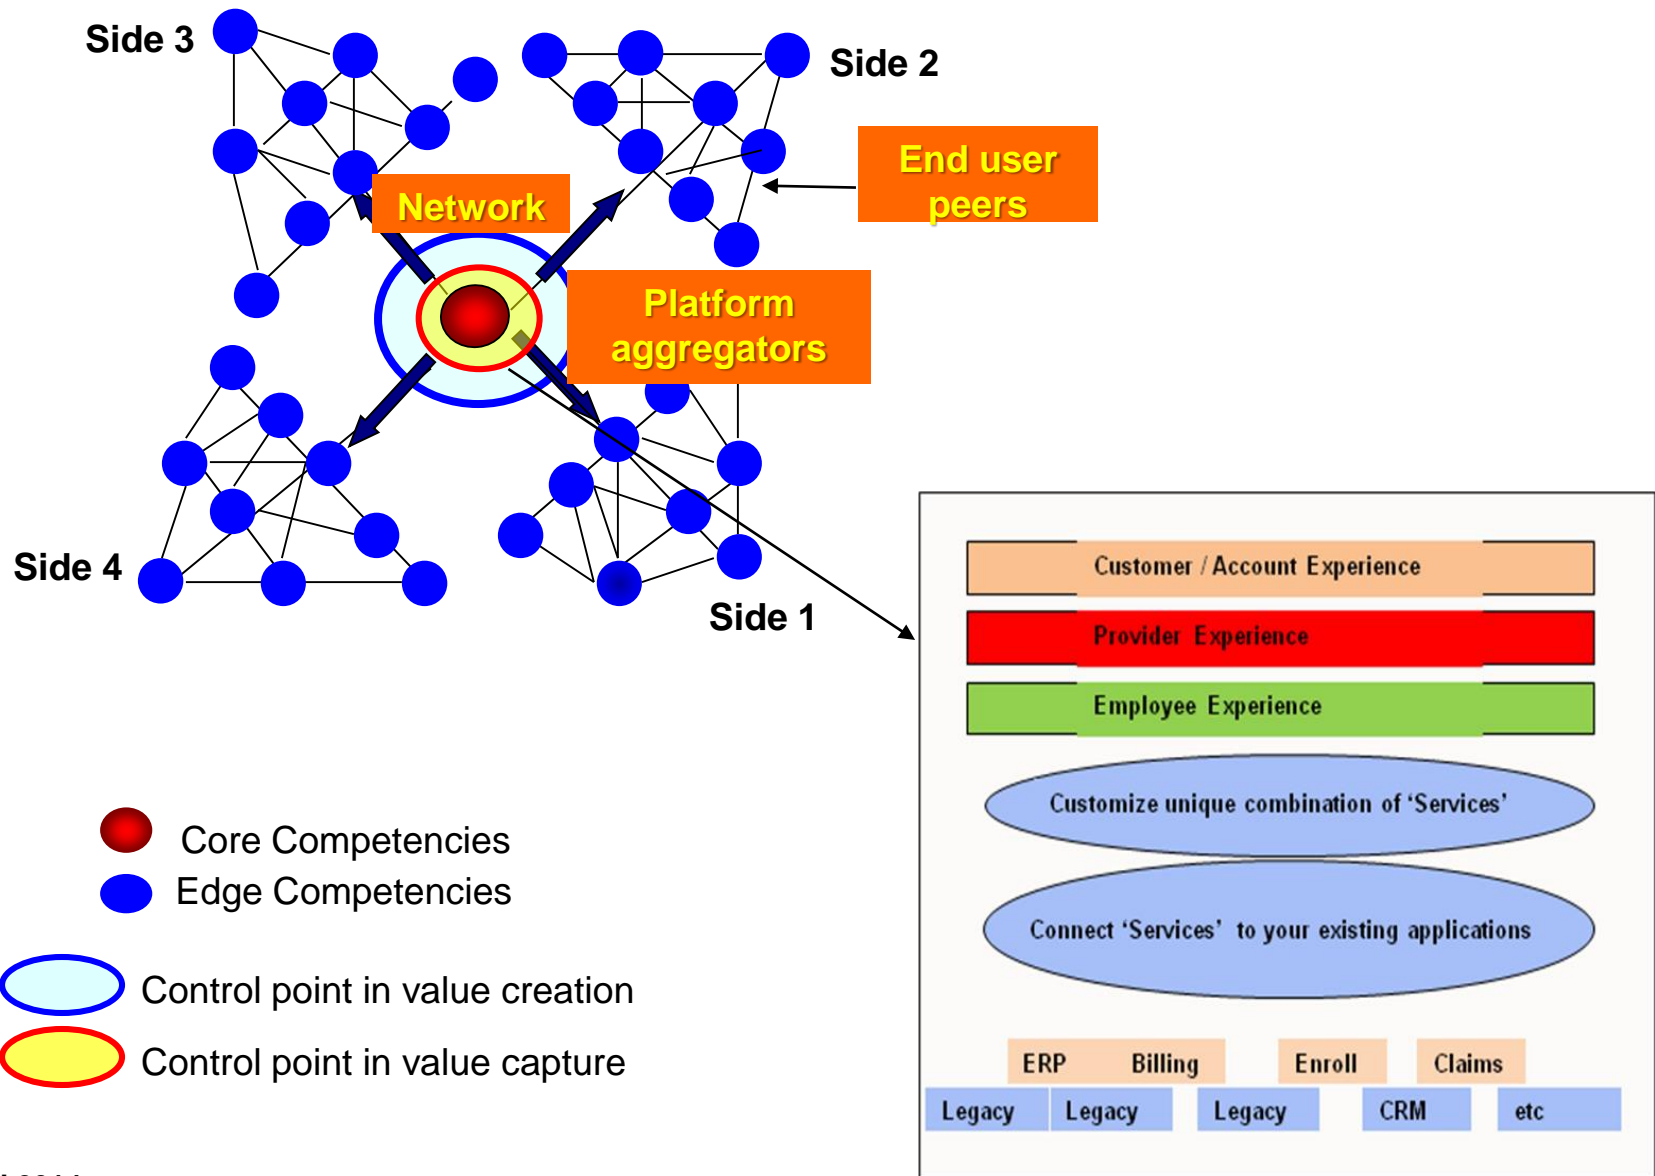 Side 3
Side 2
End user
peers
Network
Platform
aggregators
Side 4
Side 1
Customer / Account Experience
Provider Experience
Employee Experience
Customize unique combination of ‘Services’
Connect ‘Services’ to your existing applications
ERP Billing Enroll Claims
Legacy Legacy Legacy CRM etc
Core Competencies
Edge Competencies
Control point in value creation
Control point in value capture